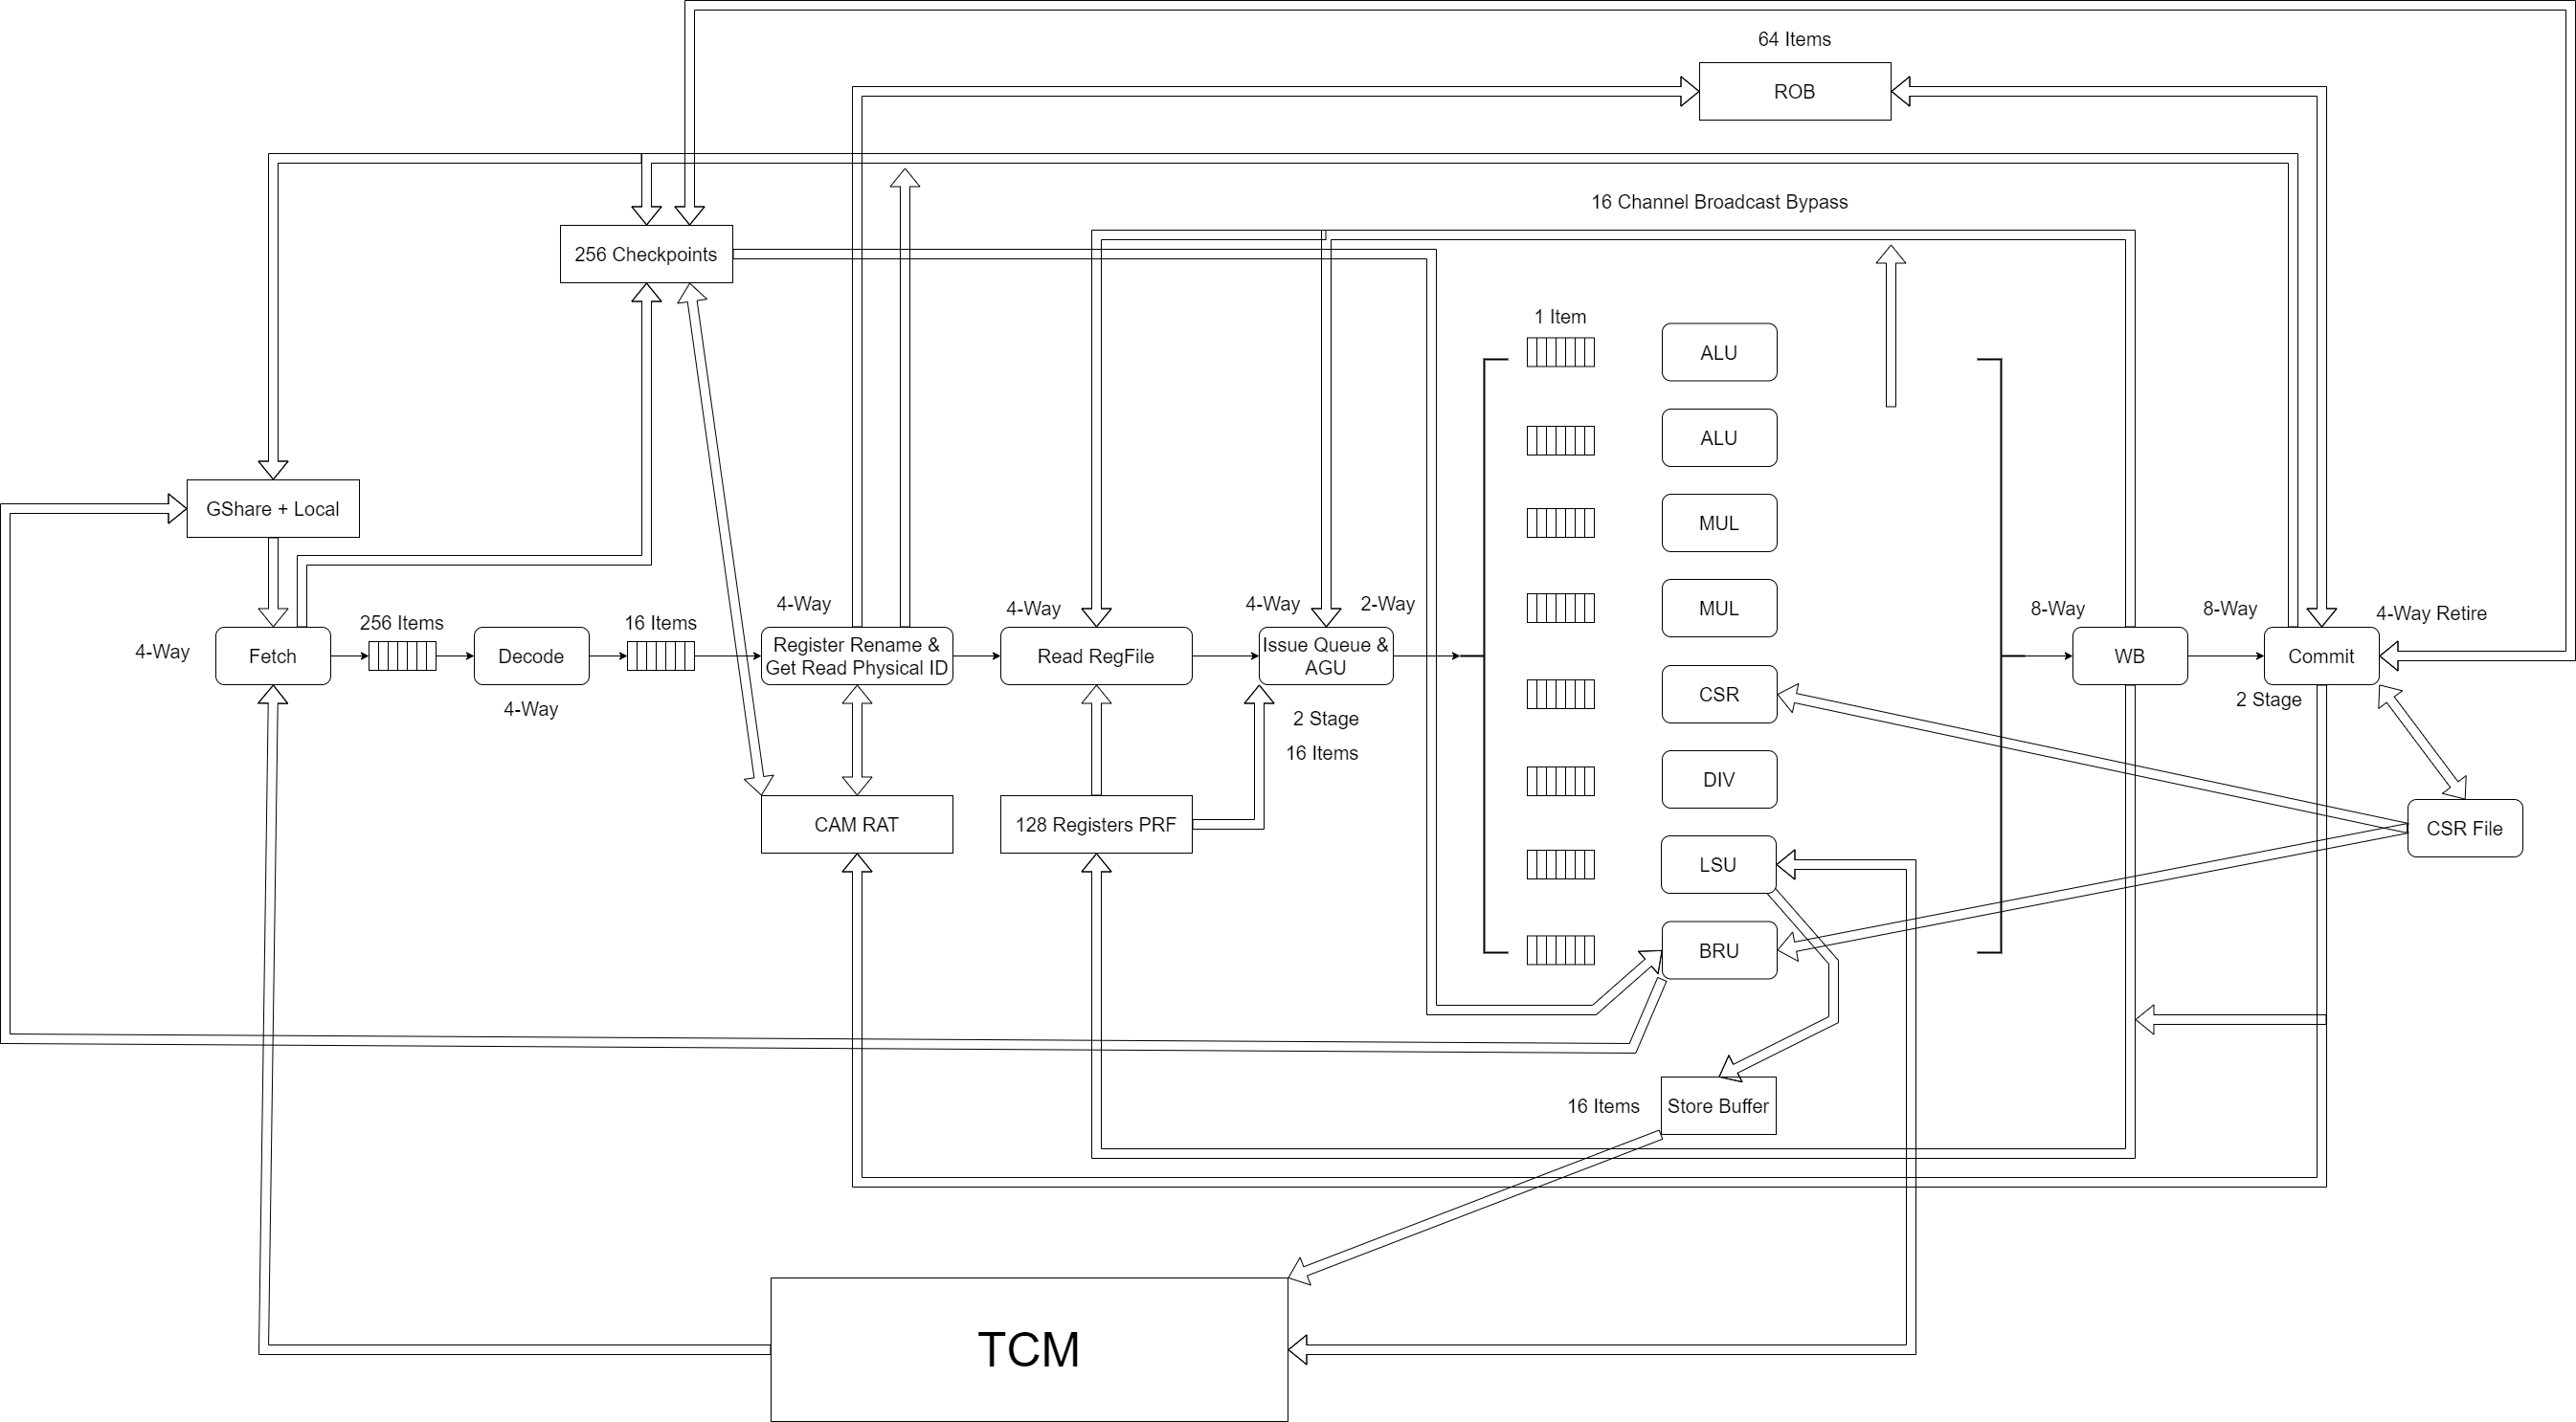 64 Items
ROB
16 Channel Broadcast Bypass
256 Checkpoints
1 Item
ALU
ALU
GShare + Local
MUL
MUL
4-Way
Fetch
256 Items
Decode
4-Way
16 Items
4-Way
Register Rename &
Get Read Physical ID
4-Way
Read RegFile
4-Way
2-Way
Issue Queue &
AGU
2 Stage
16 Items
8-Way
WB
8-Way
Commit
4-Way Retire
2 Stage
CSR
DIV
CAM RAT
128 Registers PRF
CSR File
LSU
BRU
16 Items
Store Buffer
TCM